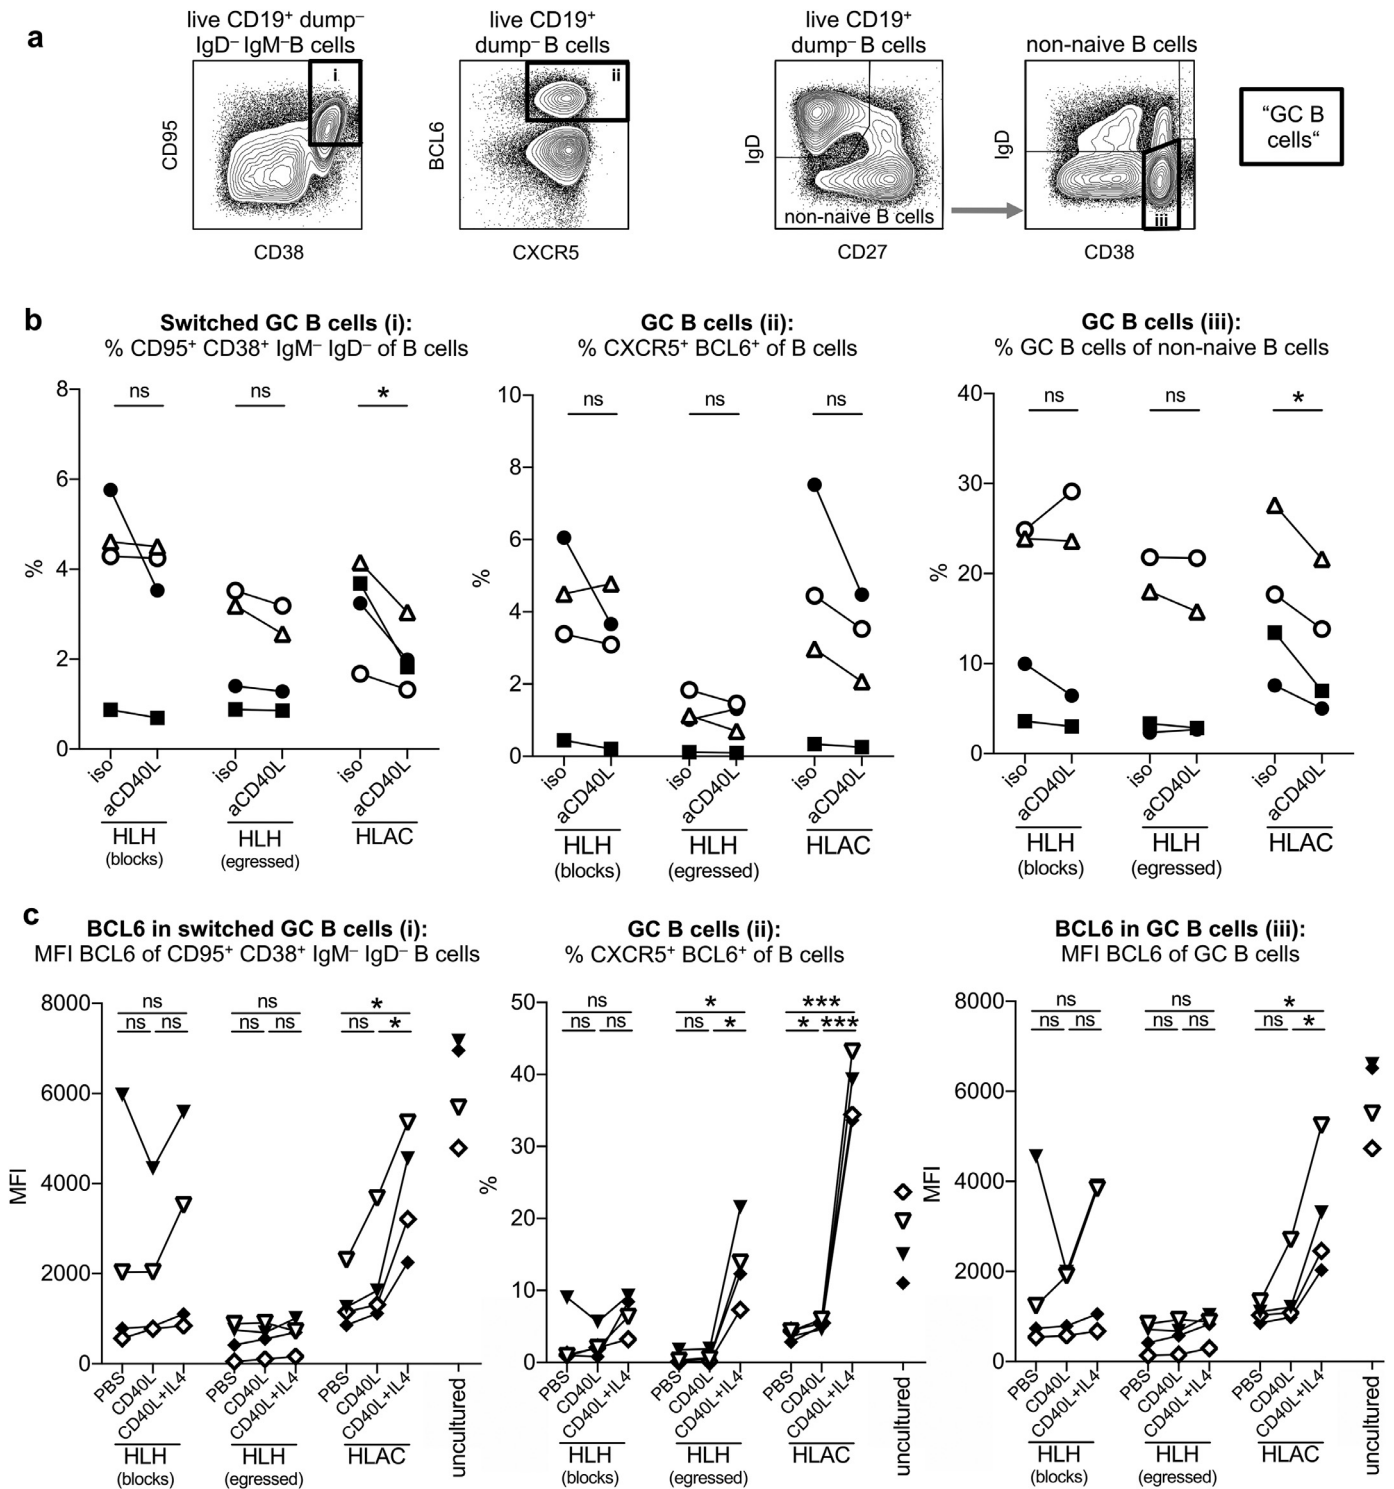 a
live CD19⁺ dump⁻
IgD⁻ IgM⁻B cells
live CD19⁺
dump⁻ B cells
live CD19⁺
dump⁻ B cells
non-naive B cells
i
ii
iii
non-naive B cells
“GC B
cells“
CD95
CD38
BCL6
CXCR5
IgD
CD27
IgD
CD38
b
Switched GC B cells (i):
% CD95⁺ CD38⁺ IgM⁻ IgD⁻ of B cells
8
6
4
2
0
%
ns
ns
*
iso
aCD40L
iso
aCD40L
iso
aCD40L
HLH
(blocks)
HLH
(egressed)
HLAC
GC B cells (ii):
% CXCR5⁺ BCL6⁺ of B cells
10
8
6
4
2
0
%
ns
ns
ns
iso
aCD40L
iso
aCD40L
iso
aCD40L
HLH
(blocks)
HLH
(egressed)
HLAC
GC B cells (iii):
% GC B cells of non-naive B cells
40
30
20
10
0
%
ns
ns
*
iso
aCD40L
iso
aCD40L
iso
aCD40L
HLH
(blocks)
HLH
(egressed)
HLAC
c
BCL6 in switched GC B cells (i):
MFI BCL6 of CD95⁺ CD38⁺ IgM⁻ IgD⁻ B cells
8000
6000
4000
2000
0
MFI
ns
ns ns
ns
ns ns
*
ns *
PBS
CD40L
CD40L+IL4
PBS
CD40L
CD40L+IL4
PBS
CD40L
CD40L+IL4
uncultured
HLH
(blocks)
HLH
(egressed)
HLAC
GC B cells (ii):
% CXCR5⁺ BCL6⁺ of B cells
50
40
30
20
10
0
%
ns
ns ns
*
ns *
***
* ***
PBS
CD40L
CD40L+IL4
PBS
CD40L
CD40L+IL4
PBS
CD40L
CD40L+IL4
uncultured
HLH
(blocks)
HLH
(egressed)
HLAC
BCL6 in GC B cells (iii):
MFI BCL6 of GC B cells
8000
6000
4000
2000
0
MFI
ns
ns ns
ns
ns ns
*
ns *
PBS
CD40L
CD40L+IL4
PBS
CD40L
CD40L+IL4
PBS
CD40L
CD40L+IL4
uncultured
HLH
(blocks)
HLH
(egressed)
HLAC